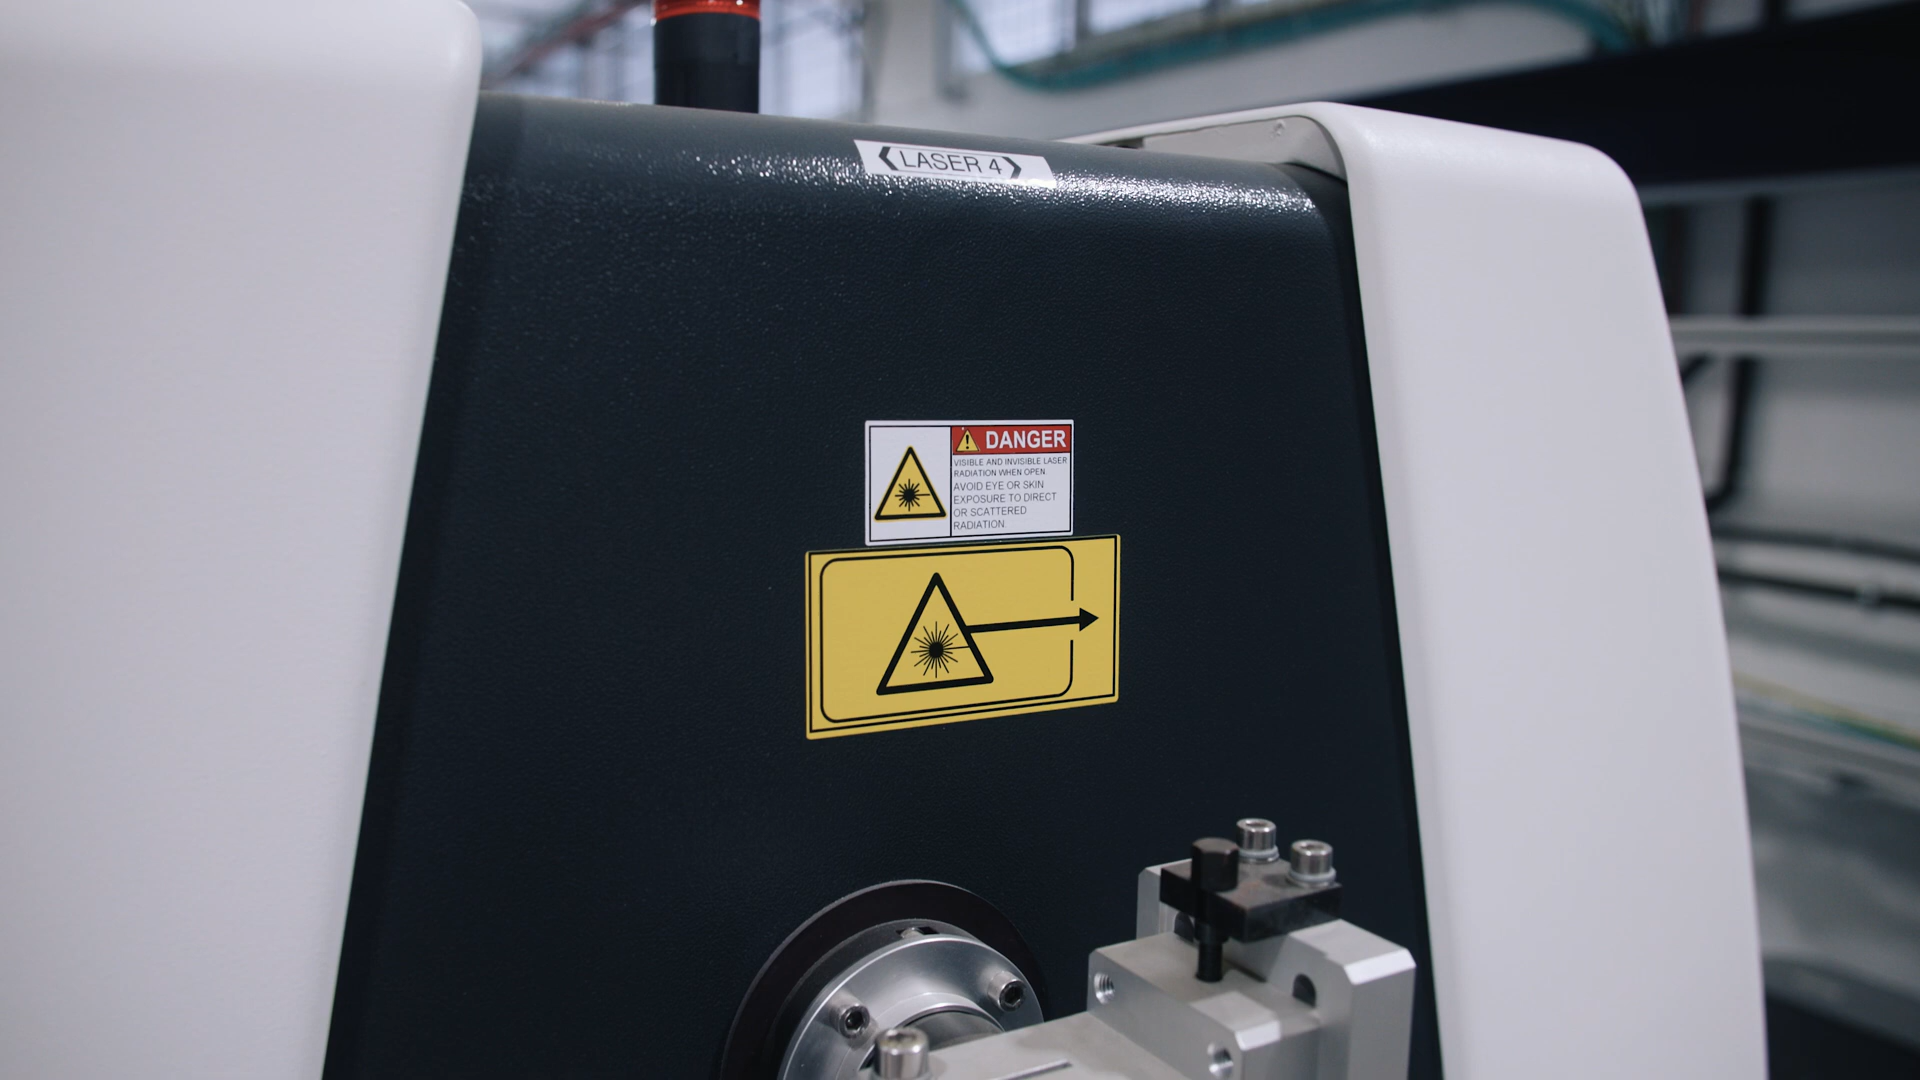 LASER 4
DANGER
VISIBLE AND INVISIBLE LASER
RADIATION WHEN OPEN.
AVOID EYE OR SKIN
EXPOSURE TO DIRECT
OR SCATTERED
RADIATION.